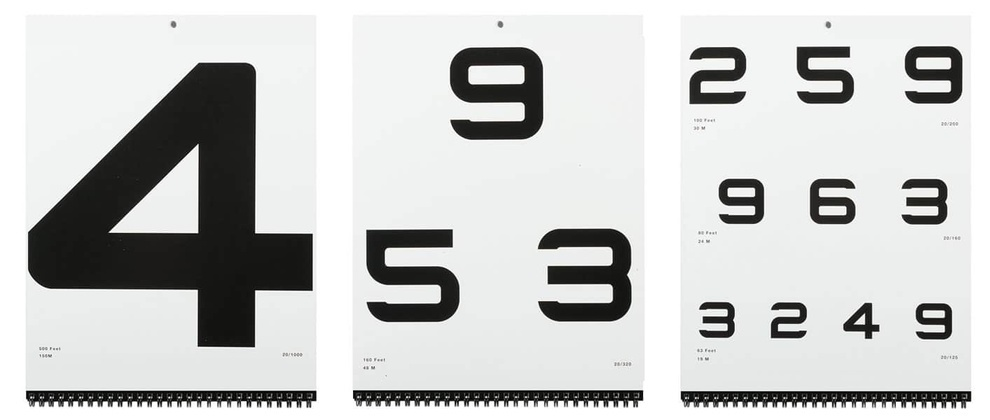 4
500 Feet
150M
20/1000
9
5 3
160 Feet
48 M
20/320
2 5 9
100 Feet
30 M
20/200
9 6 3
80 Feet
24 M
20/160
3 2 4 9
63 Feet
19 M
20/125